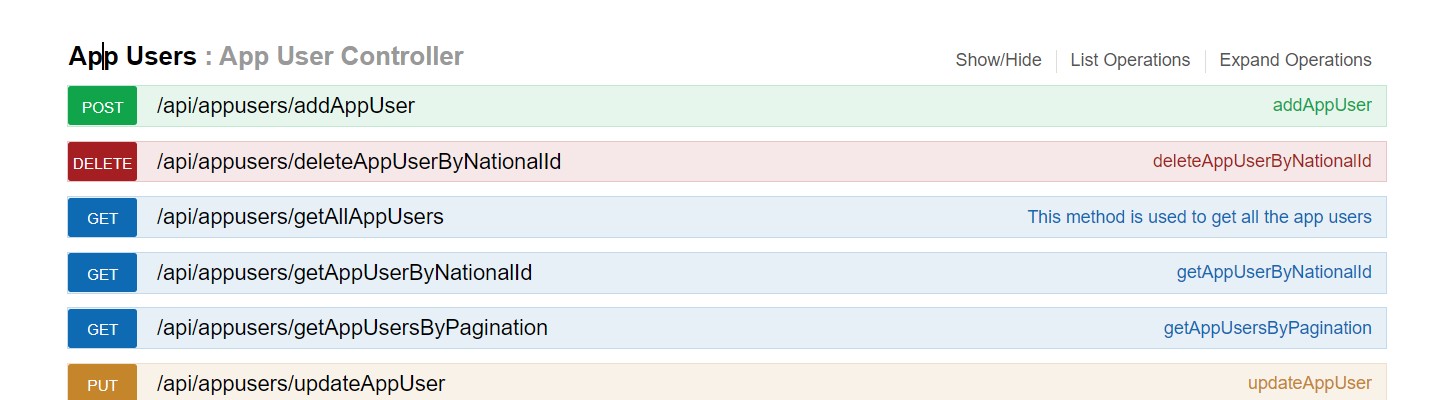 App Users : App User Controller Show/Hide List Operations Expand Operations
POST /api/appusers/addAppUser addAppUser
DELETE /api/appusers/deleteAppUserByNationalId deleteAppUserByNationalId
GET /api/appusers/getAllAppUsers This method is used to get all the app users
GET /api/appusers/getAppUserByNationalId getAppUserByNationalId
GET /api/appusers/getAppUsersByPagination getAppUsersByPagination
PUT /api/appusers/updateAppUser updateAppUser